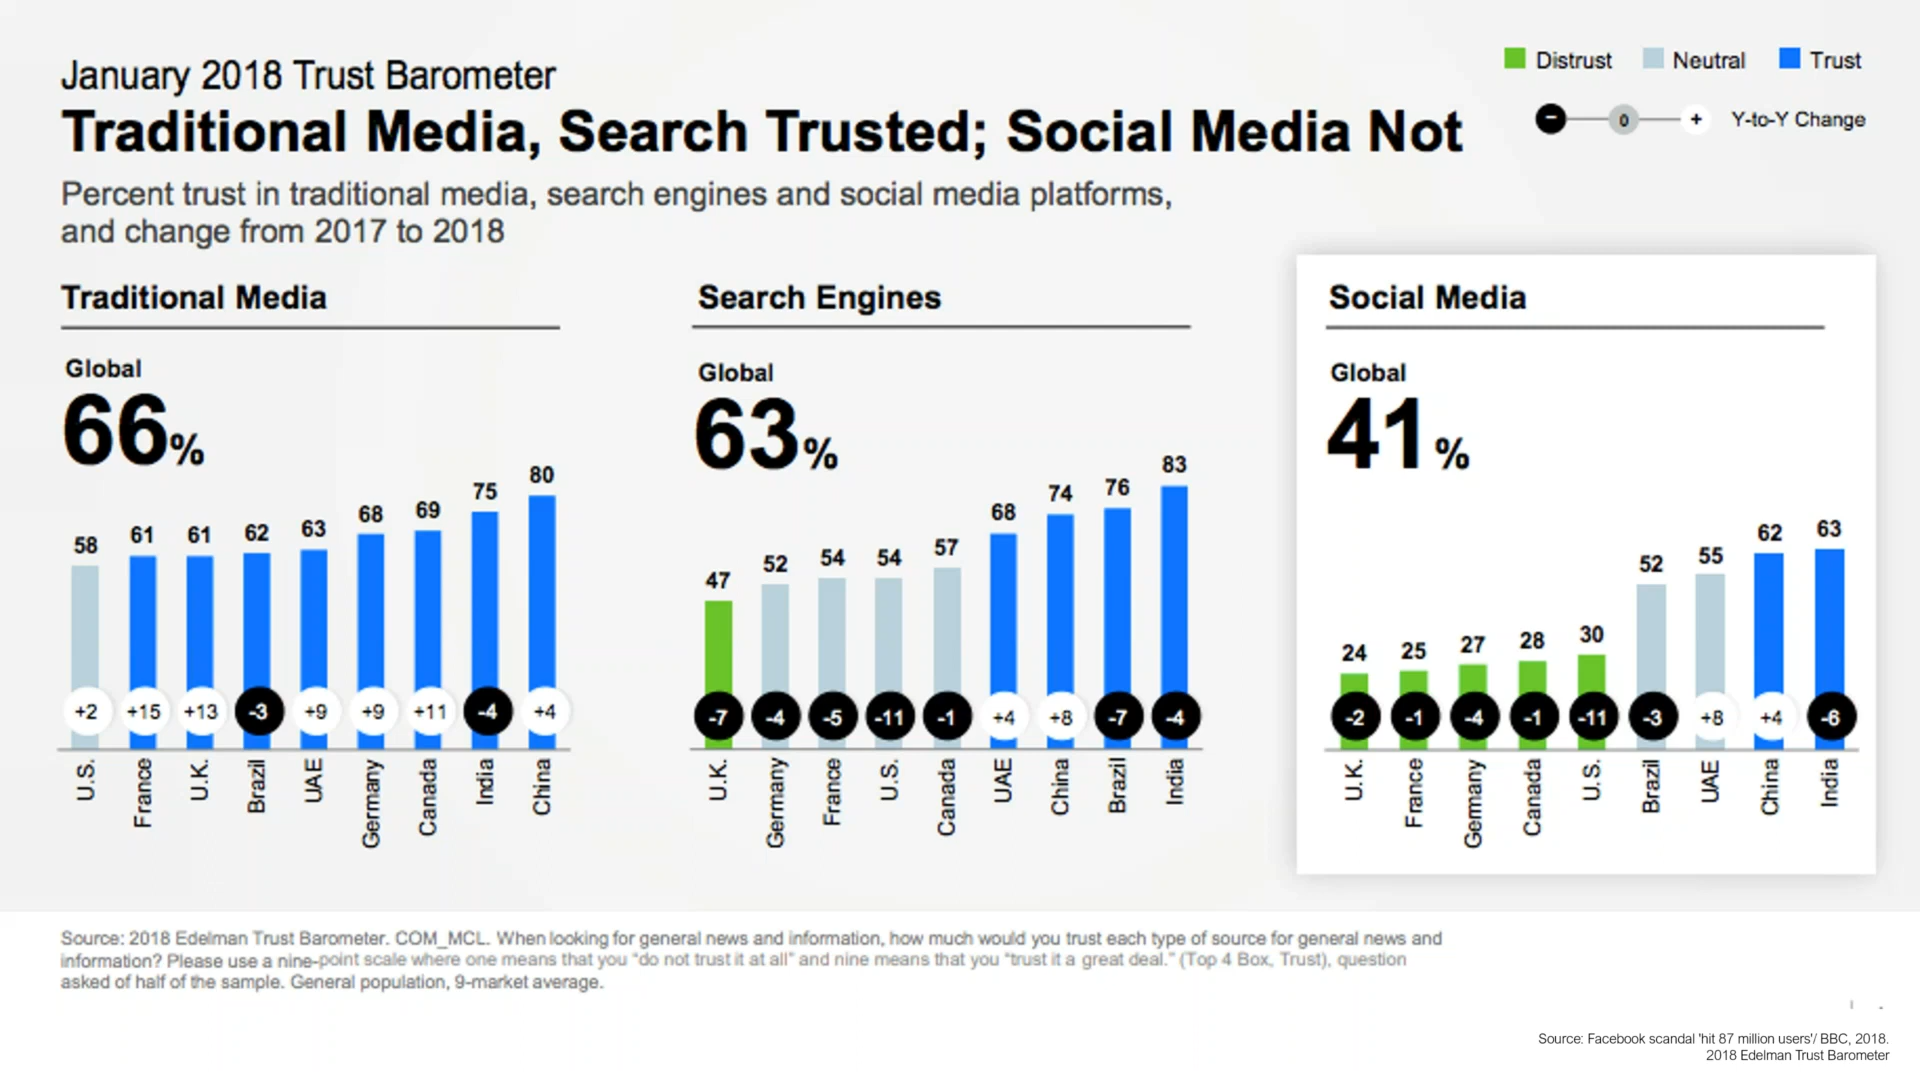 January 2018 Trust Barometer
Traditional Media, Search Trusted; Social Media Not
Percent trust in traditional media, search engines and social media platforms,
and change from 2017 to 2018
Distrust Neutral Trust
− 0 + Y-to-Y Change
Traditional Media
Global
66%
58 61 61 62 63 68 69 75 80
+2 +15 +13 -3 +9 +9 +11 -4 +4
U.S. France U.K. Brazil UAE Germany Canada India China
Search Engines
Global
63%
47 52 54 54 57 68 74 76 83
-7 -4 -5 -11 -1 +4 +8 -7 -4
U.K. Germany France U.S. Canada UAE China Brazil India
Social Media
Global
41%
24 25 27 28 30 52 55 62 63
-2 -1 -4 -1 -11 -3 +8 +4 -6
U.K. France Germany Canada U.S. Brazil UAE China India
Source: 2018 Edelman Trust Barometer. COM_MCL. When looking for general news and information, how much would you trust each type of source for general news and
information? Please use a nine-point scale where one means that you “do not trust it at all” and nine means that you “trust it a great deal.” (Top 4 Box, Trust), question
asked of half of the sample. General population, 9-market average.
Source: Facebook scandal 'hit 87 million users'/ BBC, 2018.
2018 Edelman Trust Barometer